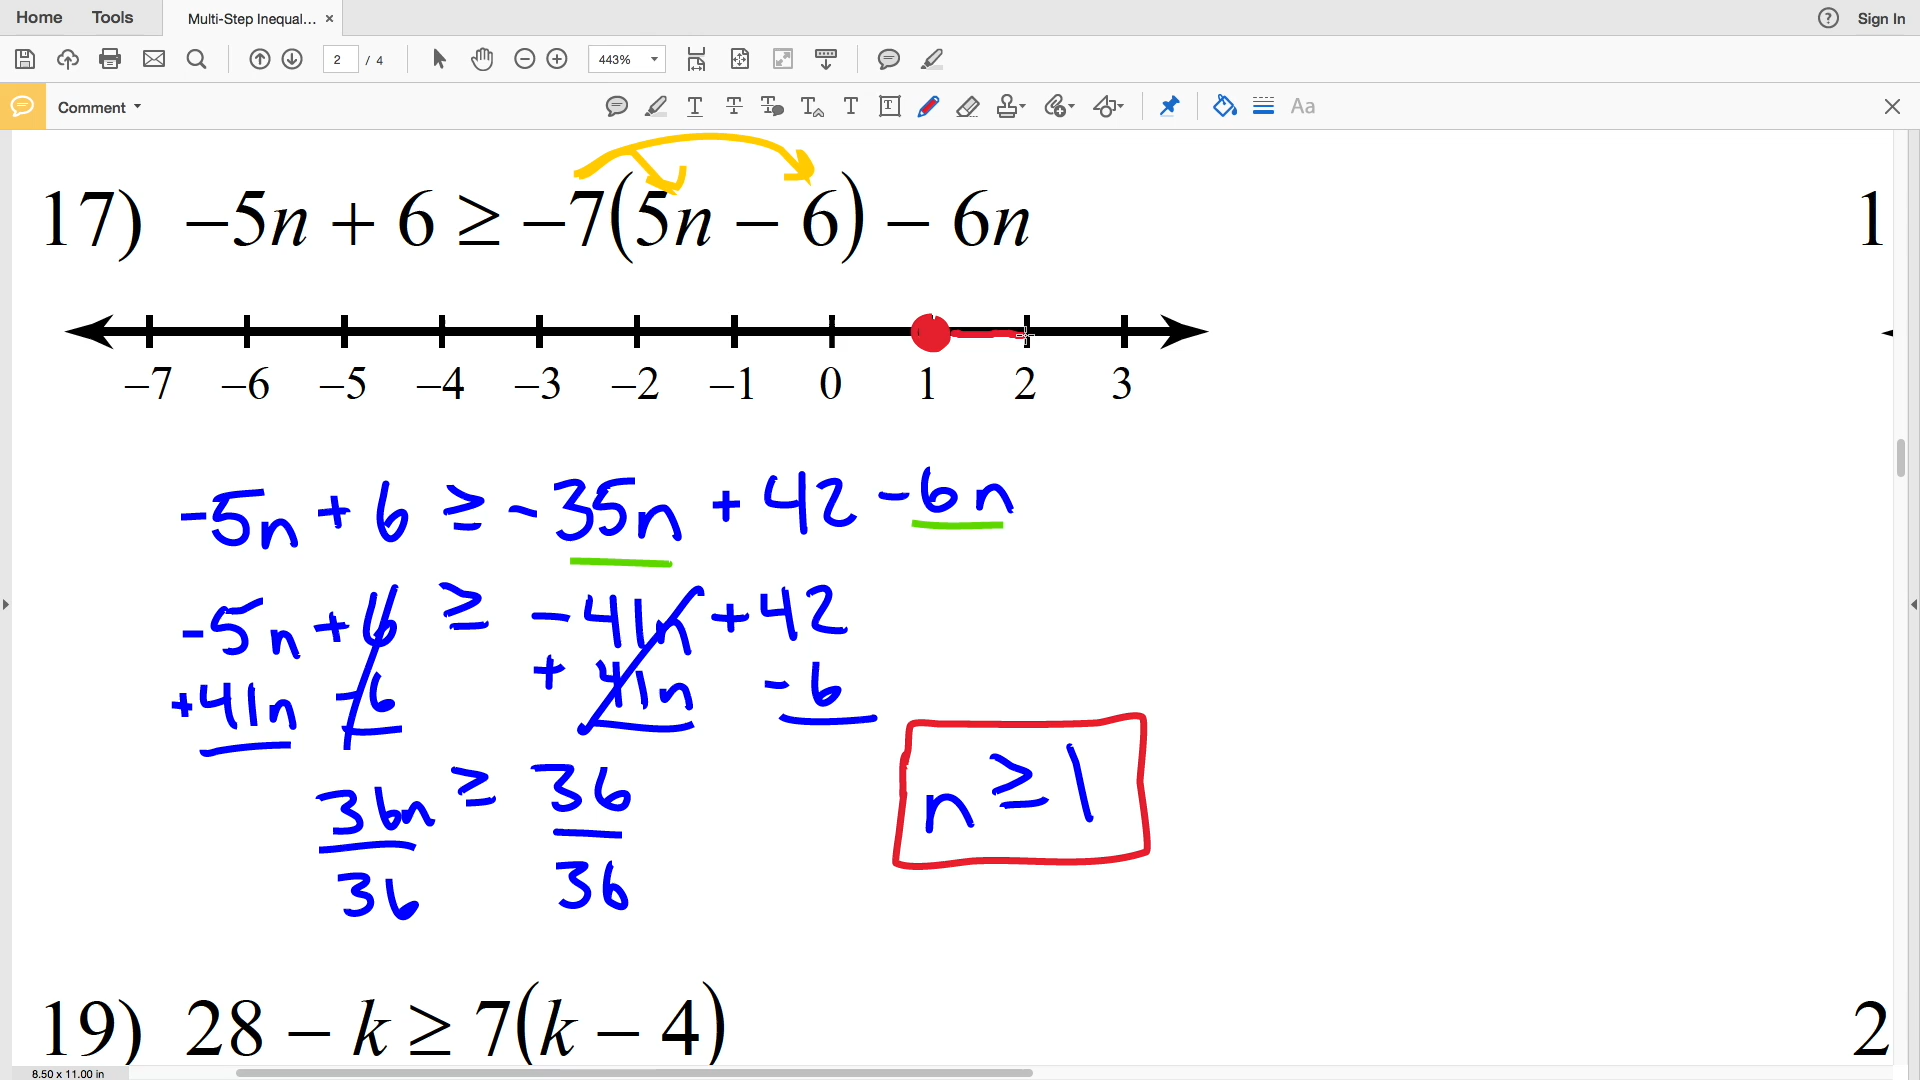 Home Tools Multi-Step Inequal... × ? Sign In
2 / 4 443%
Comment T T T T T T Aa
17) −5n + 6 ≥ −7(5n − 6) − 6n 1
−7 −6 −5 −4 −3 −2 −1 0 1 2 3
-5n + 6 ≥ -35n + 42 -6n
-5n +6 ≥ -41n +42
+41n -6 + 41n -6
36n ≥ 36
36 36
n ≥ 1
19) 28 − k ≥ 7(k − 4) 2
8.50 x 11.00 in